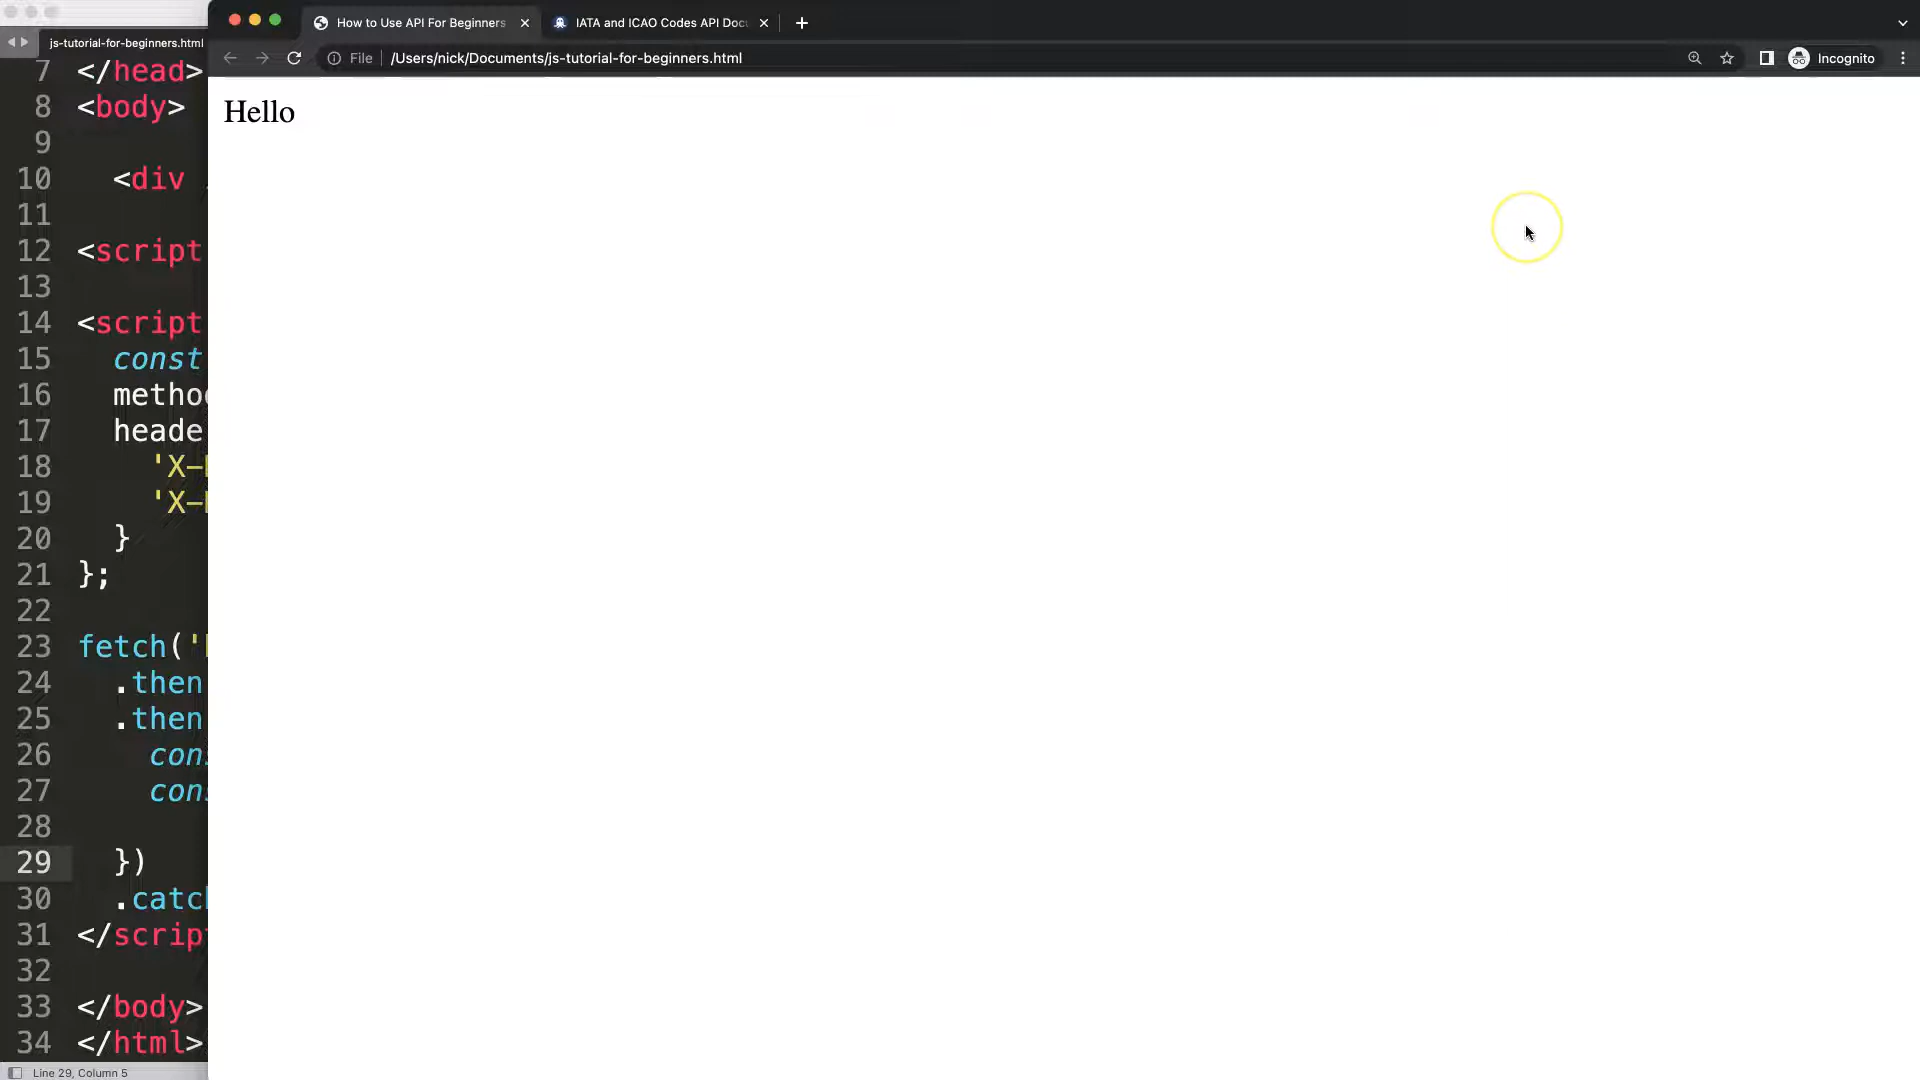 How to Use API For Beginners
IATA and ICAO Codes API Docu
js-tutorial-for-beginners.html
File
/Users/nick/Documents/js-tutorial-for-beginners.html
Incognito
Hello
7 </head>
8 <body>
9
10 <div
11
12 <script
13
14 <script
15 const
16 metho
17 heade
18 'X-
19 'X-
20 }
21 };
22
23 fetch('
24 .then
25 .then
26 con
27 con
28
29 })
30 .catc
31 </scrip
32
33 </body>
34 </html>
Line 29, Column 5